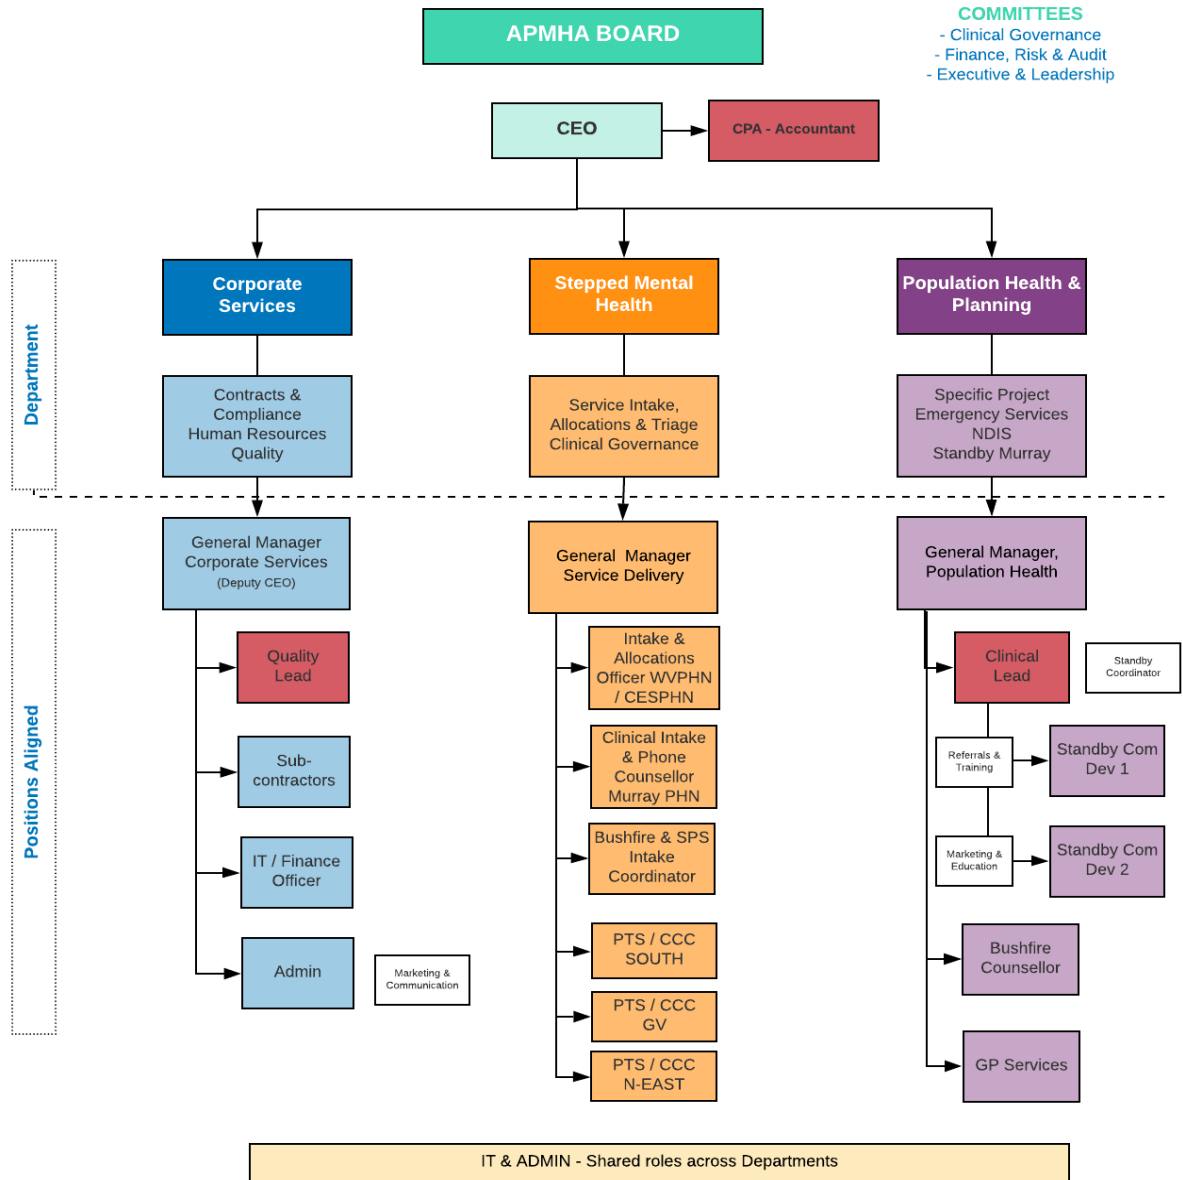 APMHA BOARD
COMMITTEES
- Clinical Governance
- Finance, Risk & Audit
- Executive & Leadership
CEO
CPA - Accountant
Department
Corporate
Services
Stepped Mental
Health
Population Health &
Planning
Contracts &
Compliance
Human Resources
Quality
Service Intake,
Allocations & Triage
Clinical Governance
Specific Project
Emergency Services
NDIS
Standby Murray
Positions Aligned
General Manager
Corporate Services
(Deputy CEO)
Quality
Lead
Sub-
contractors
IT / Finance
Officer
Admin
Marketing &
Communication
General  Manager
Service Delivery
Intake &
Allocations
Officer WVPHN
/ CESPHN
Clinical Intake
& Phone
Counsellor
Murray PHN
Bushfire & SPS
Intake
Coordinator
PTS / CCC
SOUTH
PTS / CCC
GV
PTS / CCC
N-EAST
General Manager,
Population Health
Clinical
Lead
Standby
Coordinator
Referrals &
Training
Standby Com
Dev 1
Marketing &
Education
Standby Com
Dev 2
Bushfire
Counsellor
GP Services
IT & ADMIN - Shared roles across Departments